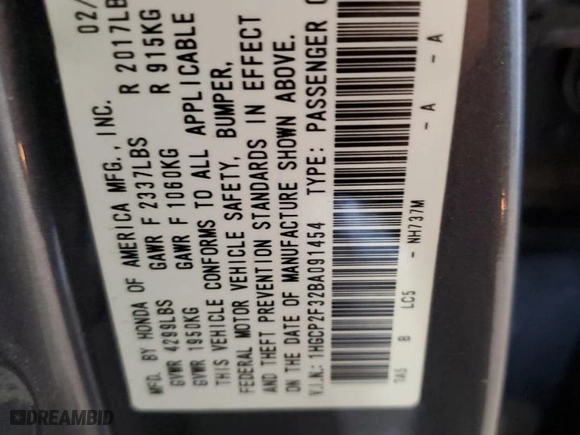 MFD. BY HONDA OF AMERICA MFG., INC. 02/
GVWR 4299LBS GAWR F 2337LBS R 2017LB
GVWR 1950KG GAWR F 1060KG R 915KG
THIS VEHICLE CONFORMS TO ALL APPLICABLE
FEDERAL MOTOR VEHICLE SAFETY, BUMPER,
AND THEFT PREVENTION STANDARDS IN EFFECT
ON THE DATE OF MANUFACTURE SHOWN ABOVE.
V.I.N.: 1HGCP2F32BA091454 TYPE: PASSENGER
TA5 B LC5 - NH737M - A - A
DREAMBID